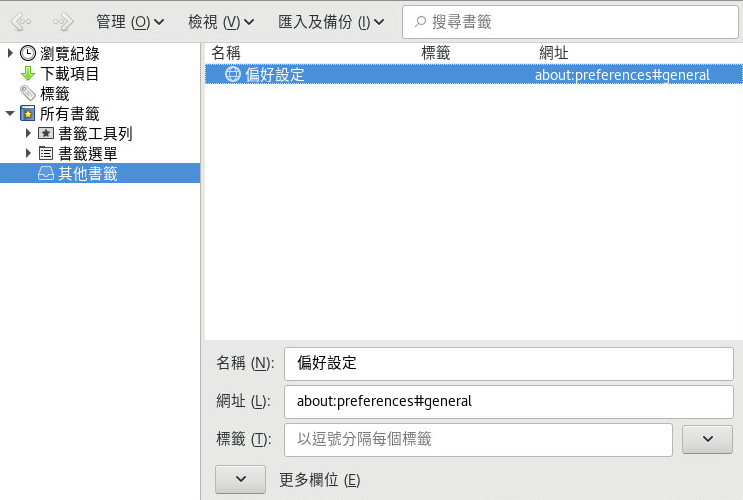 管理 (O) 檢視 (V) 匯入及備份 (I) 搜尋書籤
瀏覽紀錄
下載項目
標籤
所有書籤
書籤工具列
書籤選單
其他書籤
名稱 標籤 網址
偏好設定 about:preferences#general
名稱 (N): 偏好設定
網址 (L): about:preferences#general
標籤 (T): 以逗號分隔每個標籤
更多欄位 (E)